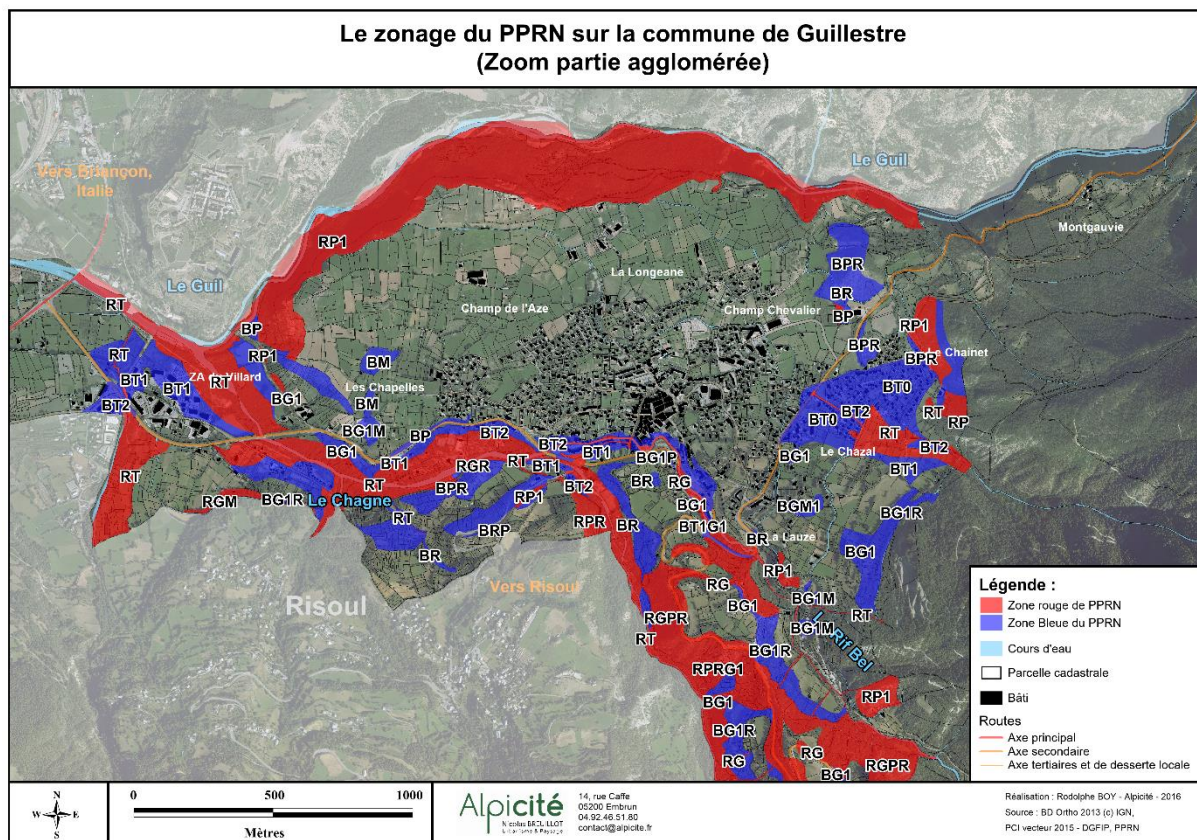 Le zonage du PPRN sur la commune de Guillestre
(Zoom partie agglomérée)
Vers Briançon,
Italie
Le Guil
Montgauvie
RP1
BPR
La Longeane
Le Guil
BR
RT
Champ de l'Aze
Champ Chevalier
BP
BP
RP1
RT
RP1
BM
BPR
BPR
Le Chainet
ZA du Villard
RT
BT1
BT1
Les Chapelles
BT0
BT2
BG1
BM
BT0
BT2
RT
RP
BG1M
BP
BT2
BT2
BT1
RT
BT2
BG1
BT1
BG1P
BG1
Le Chazal
BT1
RT
RGR
RT
BT1
BR
RG
RT
BPR
BT2
RGM
BG1R
Le Chagne
RP1
BG1
BGM1
BG1R
RT
RPR
BR
BT1G1
BRP
BR
La Lauze
BR
BG1
Vers Risoul
RP1
RG
BG1M
Risoul
BG1
RT
RGPR
BG1M
RT
Rif Bel
BG1R
RPRG1
RP1
BG1
BG1R
RG
RG
RGPR
BG1
Légende :
Zone rouge de PPRN
Zone Bleue du PPRN
Cours d'eau
Parcelle cadastrale
Bâti
Routes
Axe principal
Axe secondaire
Axe tertiaires et de desserte locale
N
W
E
S
0
500
1000
Mètres
Alpicité
Nicolas BREUILLOT
Urbanisme & Paysage
14, rue Caffe
05200 Embrun
04.92.46.51.80
contact@alpicite.fr
Réalisation : Rodolphe BOY - Alpicité - 2016
Source : BD Ortho 2013 (c) IGN,
PCI vecteur 2015 - DGFIP, PPRN